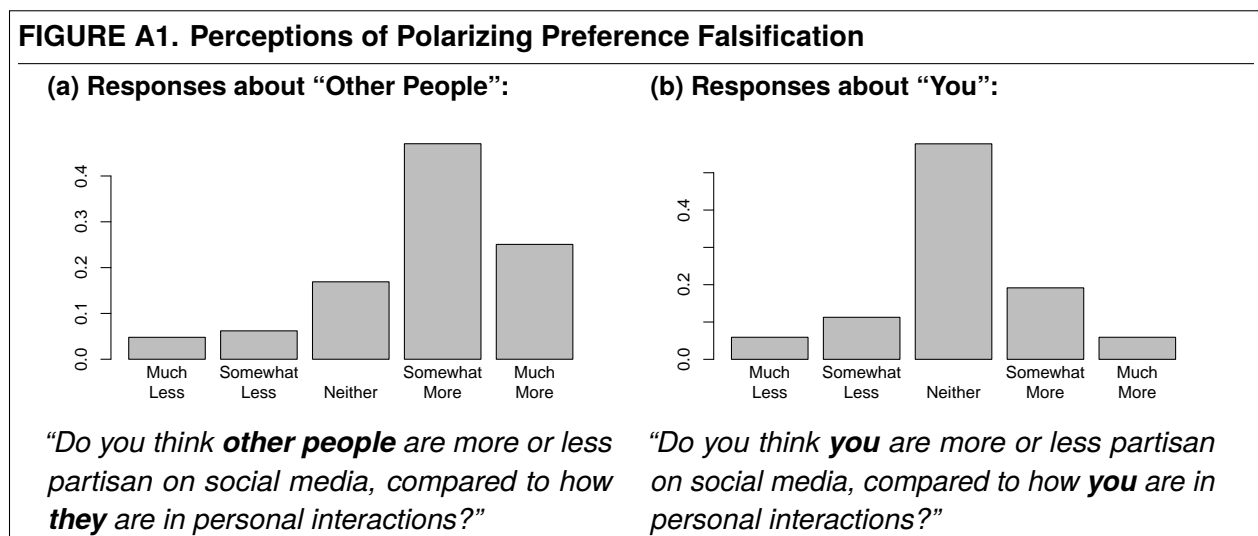 FIGURE A1. Perceptions of Polarizing Preference Falsification
(a) Responses about “Other People”:
0.0
0.1
0.2
0.3
0.4
Much Less
Somewhat Less
Neither
Somewhat More
Much More
“Do you think other people are more or less
partisan on social media, compared to how
they are in personal interactions?”
(b) Responses about “You”:
0.0
0.2
0.4
Much Less
Somewhat Less
Neither
Somewhat More
Much More
“Do you think you are more or less partisan
on social media, compared to how you are in
personal interactions?”